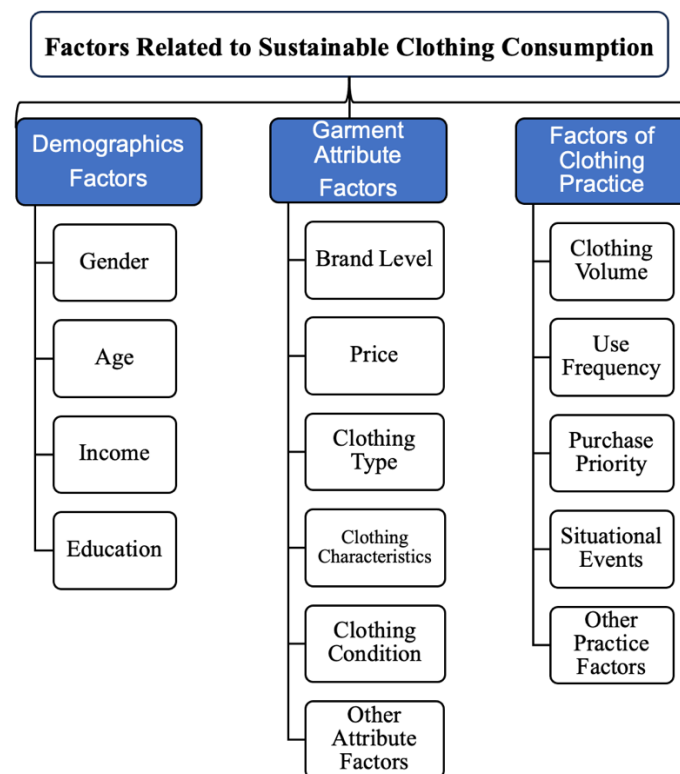 Factors Related to Sustainable Clothing Consumption
Demographics
Factors
Gender
Age
Income
Education
Garment
Attribute
Factors
Brand Level
Price
Clothing
Type
Clothing
Characteristics
Clothing
Condition
Other
Attribute
Factors
Factors of
Clothing
Practice
Clothing
Volume
Use
Frequency
Purchase
Priority
Situational
Events
Other
Practice
Factors